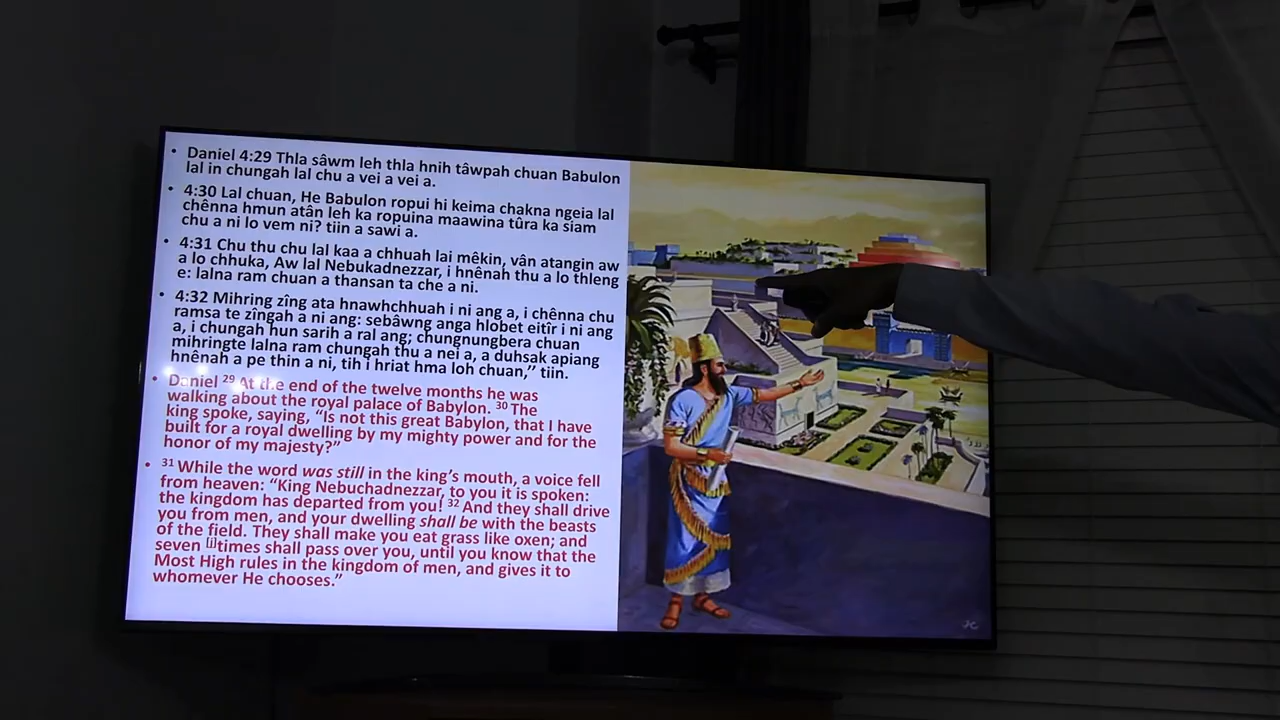 • Daniel 4:29 Thla sâwm leh thla hnih tâwpah chuan Babulon
lal in chungah lal chu a vei a vei a.
• 4:30 Lal chuan, He Babulon ropui hi keima chakna ngeia lal
chênna hmun atân leh ka ropuina maawina tûra ka siam
chu a ni lo vem ni? tiin a sawi a.
• 4:31 Chu thu chu lal kaa a chhuah lai mêkin, vân atangin aw
a lo chhuka, Aw lal Nebukadnezzar, i hnênah thu a lo thleng
e: lalna ram chuan a thansan ta che a ni.
• 4:32 Mihring zîng ata hnawhchhuah i ni ang a, i chênna chu
ramsa te zîngah a ni ang: sebâwng anga hlobet eitîr i ni ang
a, i chungah hun sarih a ral ang; chungnungbera chuan
mihringte lalna ram chungah thu a nei a, a duhsak apiang
hnênah a pe thin a ni, tih i hriat hma loh chuan,” tiin.
• Daniel 29 At the end of the twelve months he was
walking about the royal palace of Babylon. 30 The
king spoke, saying, “Is not this great Babylon, that I have
built for a royal dwelling by my mighty power and for the
honor of my majesty?”
• 31 While the word was still in the king’s mouth, a voice fell
from heaven: “King Nebuchadnezzar, to you it is spoken:
the kingdom has departed from you! 32 And they shall drive
you from men, and your dwelling shall be with the beasts
of the field. They shall make you eat grass like oxen; and
seven [i]times shall pass over you, until you know that the
Most High rules in the kingdom of men, and gives it to
whomever He chooses.”